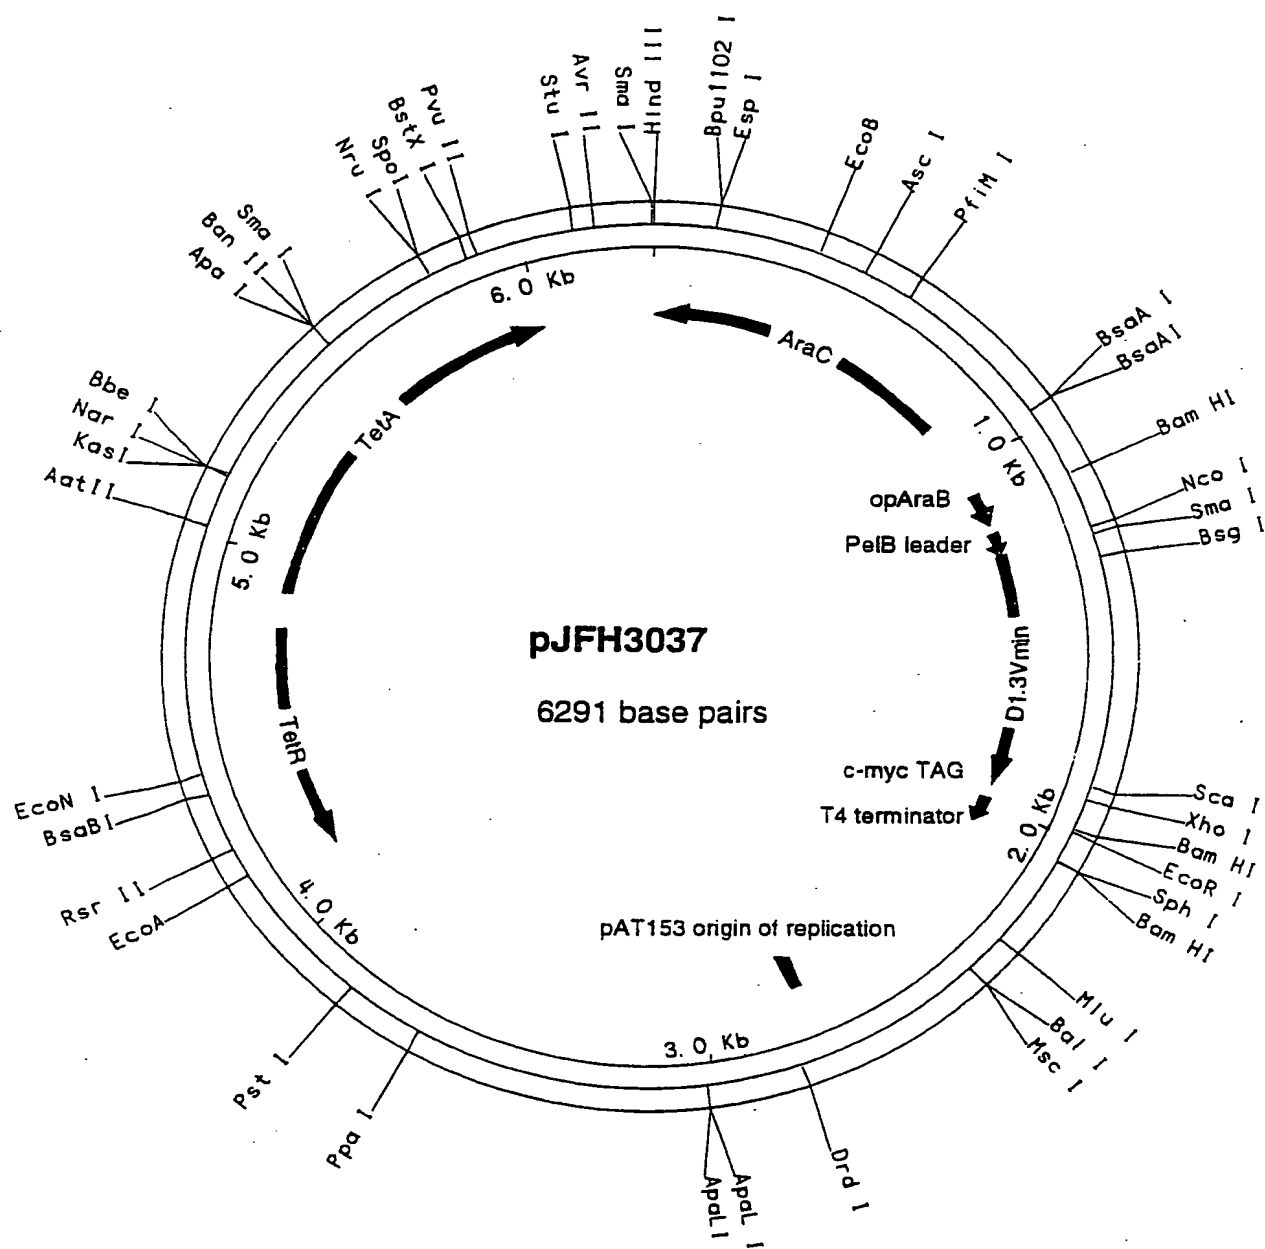 Hind III
Bpu1102 I
Esp I
EcoB
Asc I
PflM I
BsaA I
BsaAI
Bam HI
Nco I
Sma I
Bsg I
Sca I
Xho I
Bam HI
EcoR I
Sph I
Bam HI
Mlu I
Bal I
Msc I
Drd I
ApaL I
ApaLI
Ppa I
Pst I
EcoA
Rsr II
BsaBI
EcoN I
AatII
KasI
Nar I
Bbe I
Apa I
Ban II
Sma I
Nru I
SpoI
BstX I
Pvu II
Stu I
Avr II
Sma I
6.0 Kb
1.0 Kb
2.0 Kb
3.0 Kb
4.0 Kb
5.0 Kb
AraC
TetA
opAraB
PelB leader
D1.3Vmin
pJFH3037
6291 base pairs
TetR
c-myc TAG
T4 terminator
pAT153 origin of replication